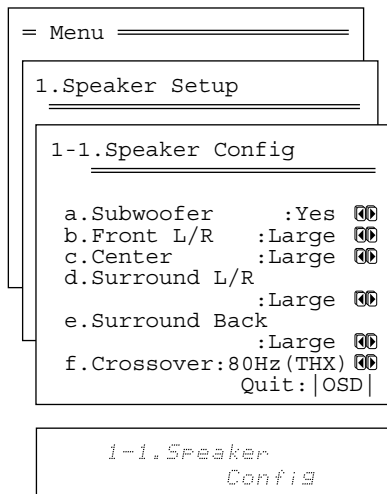 Menu
1.Speaker Setup
1-1.Speaker Config
a.Subwoofer :Yes
b.Front L/R :Large
c.Center :Large
d.Surround L/R
:Large
e.Surround Back
:Large
f.Crossover:80Hz(THX)
Quit:|OSD|
1-1.Speaker
Config